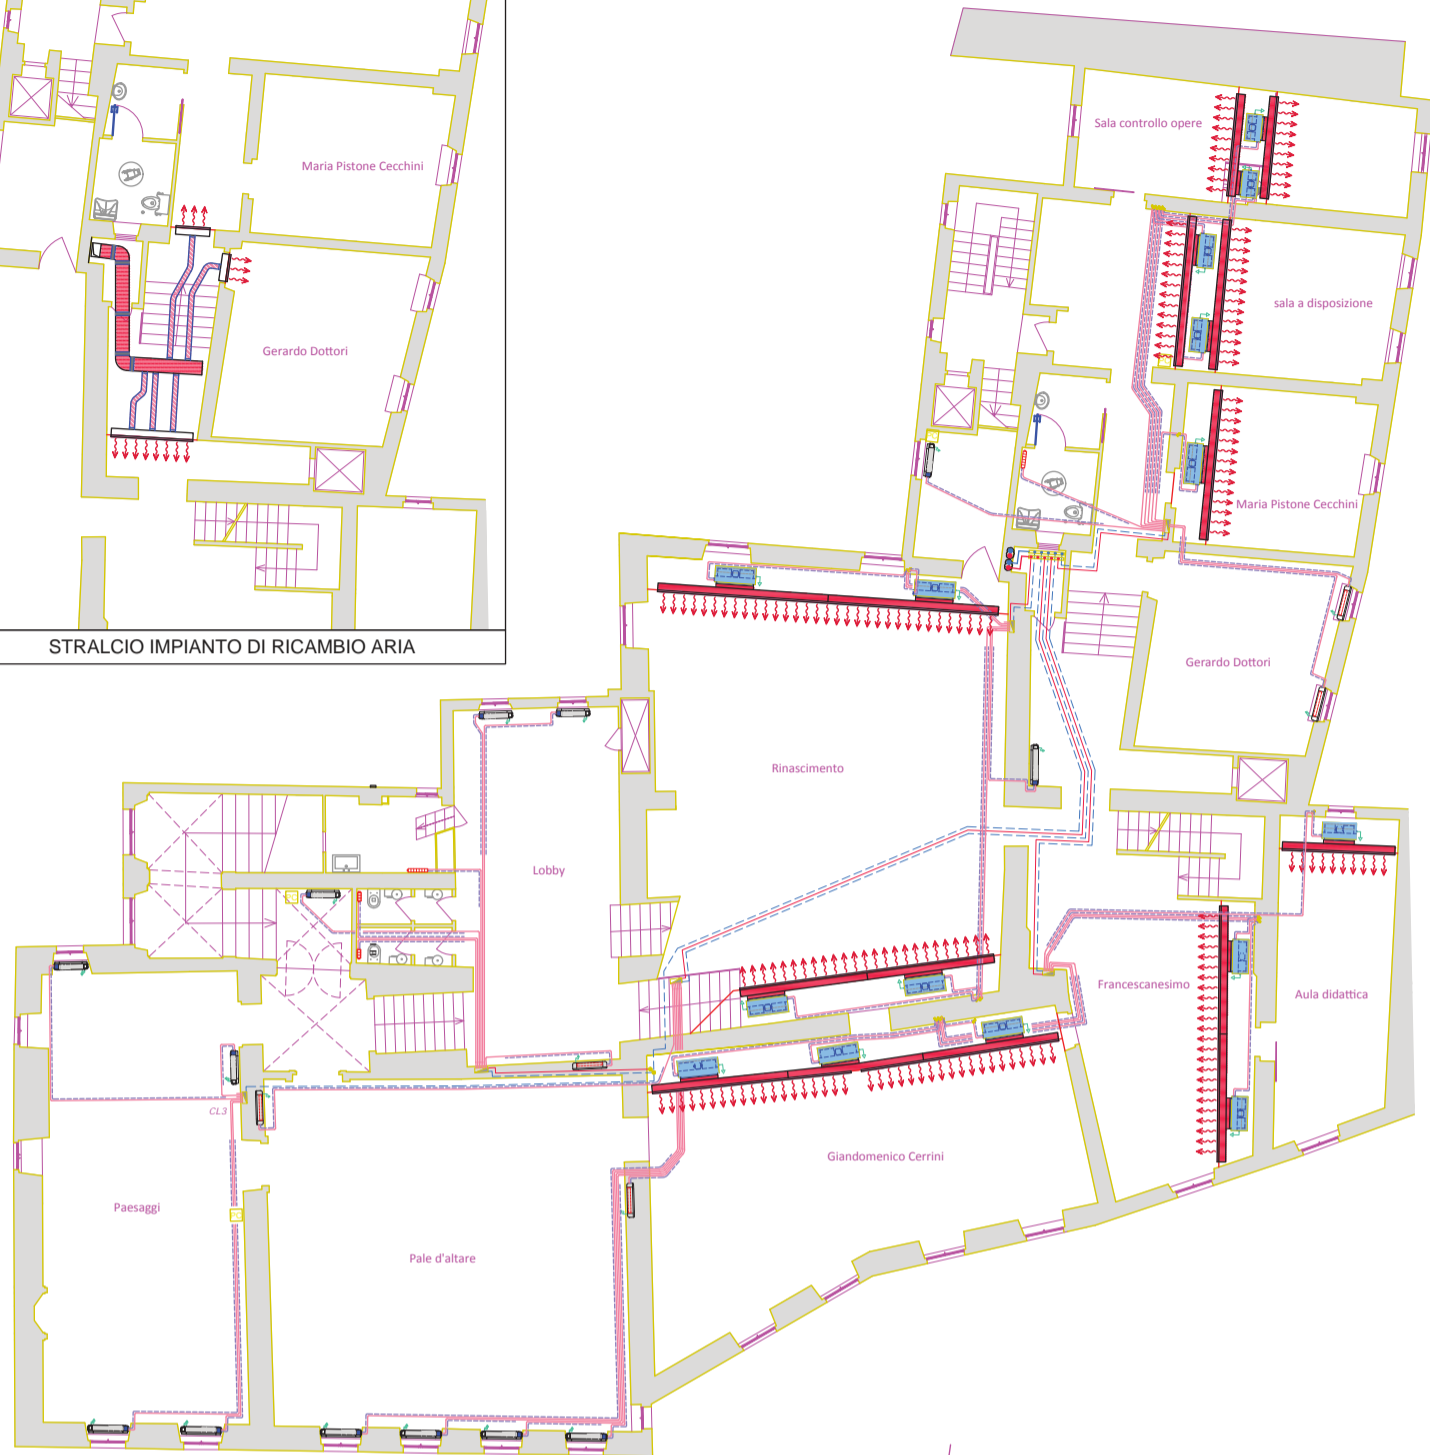 Maria Pistone Cecchini
Gerardo Dottori
STRALCIO IMPIANTO DI RICAMBIO ARIA
Sala controllo opere
sala a disposizione
Maria Pistone Cecchini
Gerardo Dottori
Rinascimento
Lobby
Francescanesimo
Aula didattica
CL3
Giandomenico Cerrini
Paesaggi
Pale d'altare